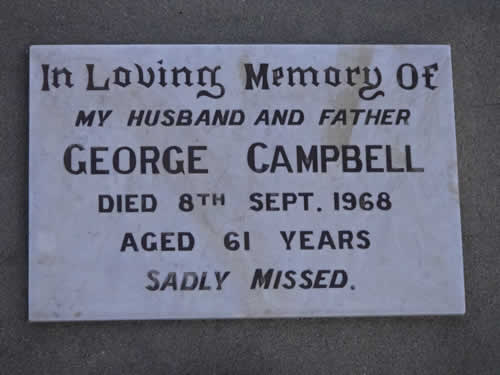 In Loving Memory Of
MY HUSBAND AND FATHER
GEORGE CAMPBELL
DIED 8TH SEPT. 1968
AGED 61 YEARS
SADLY MISSED.